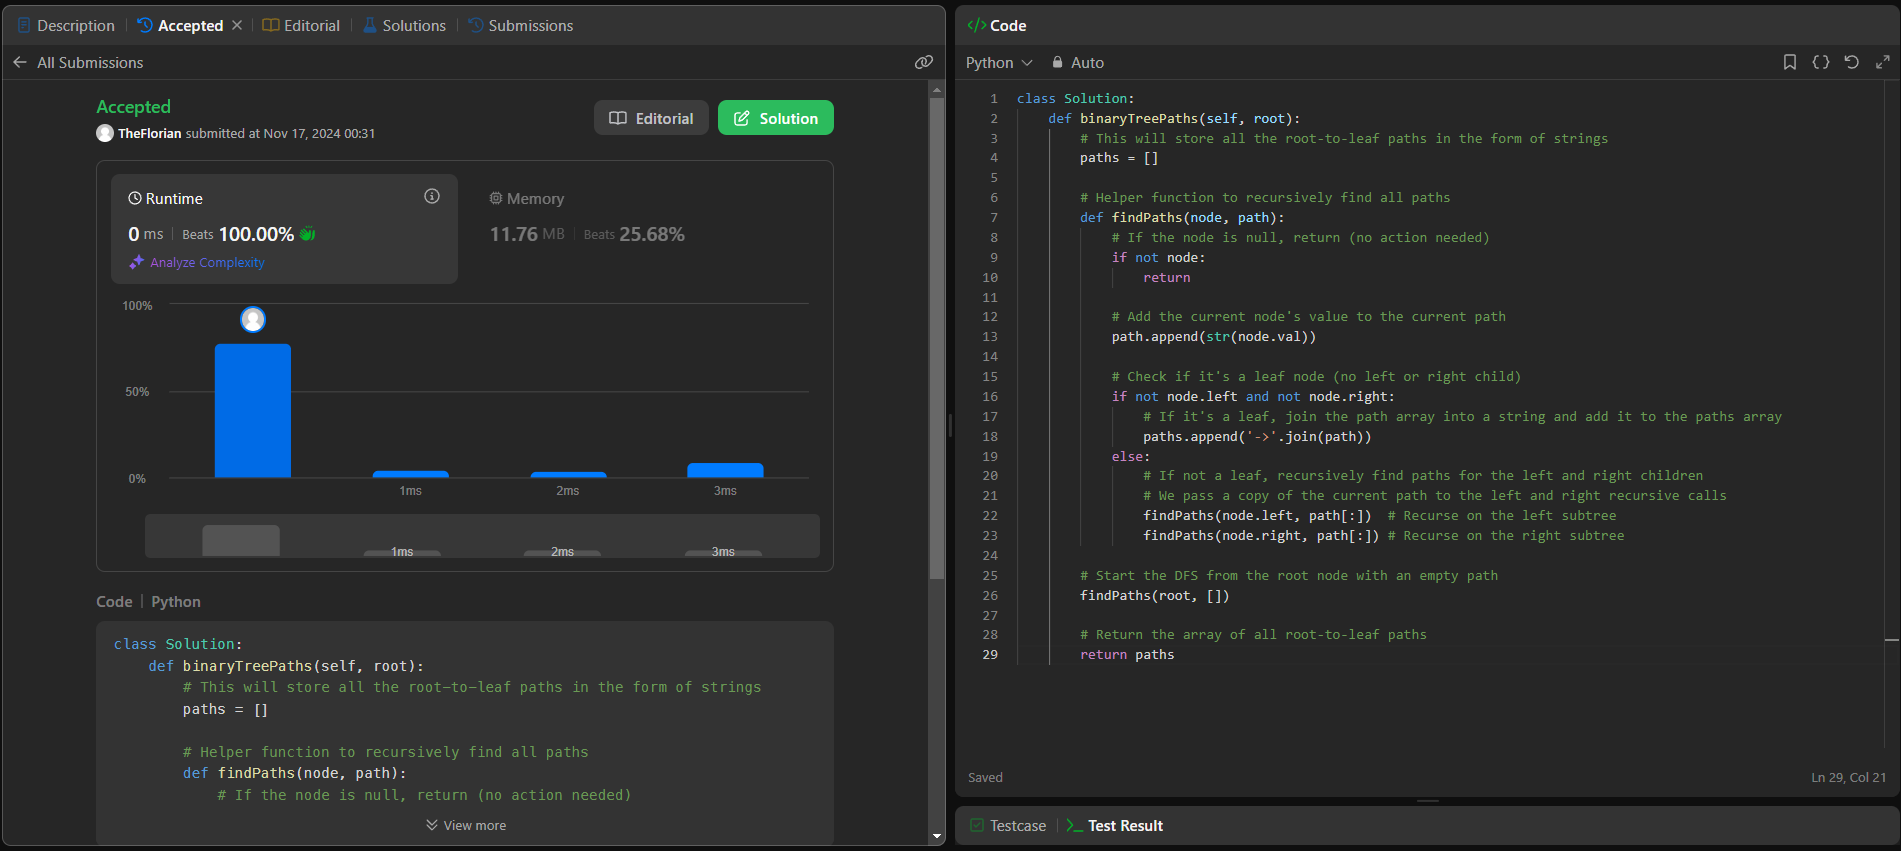 Description Accepted Editorial Solutions Submissions
All Submissions
Accepted
TheFlorian submitted at Nov 17, 2024 00:31
Editorial
Solution
Runtime
0 ms Beats 100.00%
Analyze Complexity
Memory
11.76 MB Beats 25.68%
100%
50%
0%
1ms 2ms 3ms
1ms 2ms 3ms
Code Python
class Solution:
    def binaryTreePaths(self, root):
        # This will store all the root-to-leaf paths in the form of strings
        paths = []
        # Helper function to recursively find all paths
        def findPaths(node, path):
            # If the node is null, return (no action needed)
View more
</> Code
Python Auto
1 class Solution:
2     def binaryTreePaths(self, root):
3         # This will store all the root-to-leaf paths in the form of strings
4         paths = []
5
6         # Helper function to recursively find all paths
7         def findPaths(node, path):
8             # If the node is null, return (no action needed)
9             if not node:
10                 return
11
12             # Add the current node's value to the current path
13             path.append(str(node.val))
14
15             # Check if it's a leaf node (no left or right child)
16             if not node.left and not node.right:
17                 # If it's a leaf, join the path array into a string and add it to the paths array
18                 paths.append('->'.join(path))
19             else:
20                 # If not a leaf, recursively find paths for the left and right children
21                 # We pass a copy of the current path to the left and right recursive calls
22                 findPaths(node.left, path[:])  # Recurse on the left subtree
23                 findPaths(node.right, path[:]) # Recurse on the right subtree
24
25         # Start the DFS from the root node with an empty path
26         findPaths(root, [])
27
28         # Return the array of all root-to-leaf paths
29         return paths
Saved
Ln 29, Col 21
Testcase Test Result